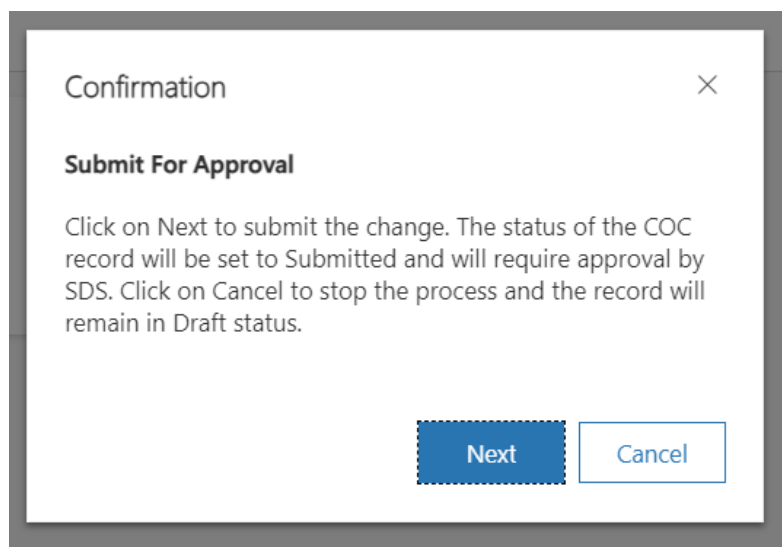 Confirmation
Submit For Approval
Click on Next to submit the change. The status of the COC
record will be set to Submitted and will require approval by
SDS. Click on Cancel to stop the process and the record will
remain in Draft status.
Next
Cancel